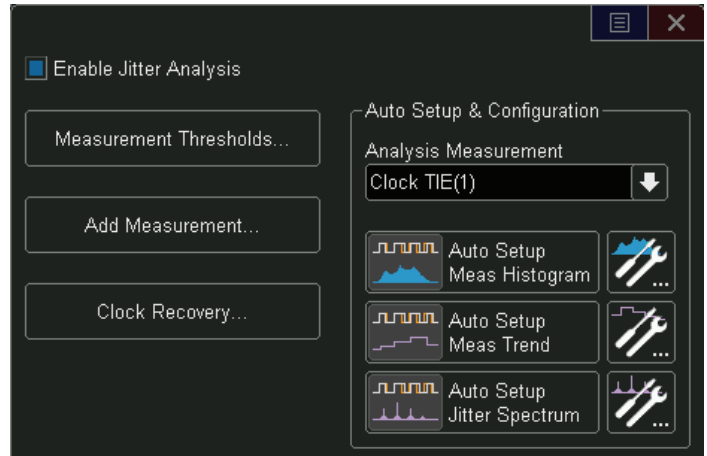 Enable Jitter Analysis
Measurement Thresholds...
Add Measurement...
Clock Recovery...
Auto Setup & Configuration
Analysis Measurement
Clock TIE(1)
Auto Setup
Meas Histogram
...
Auto Setup
Meas Trend
...
Auto Setup
Jitter Spectrum
...